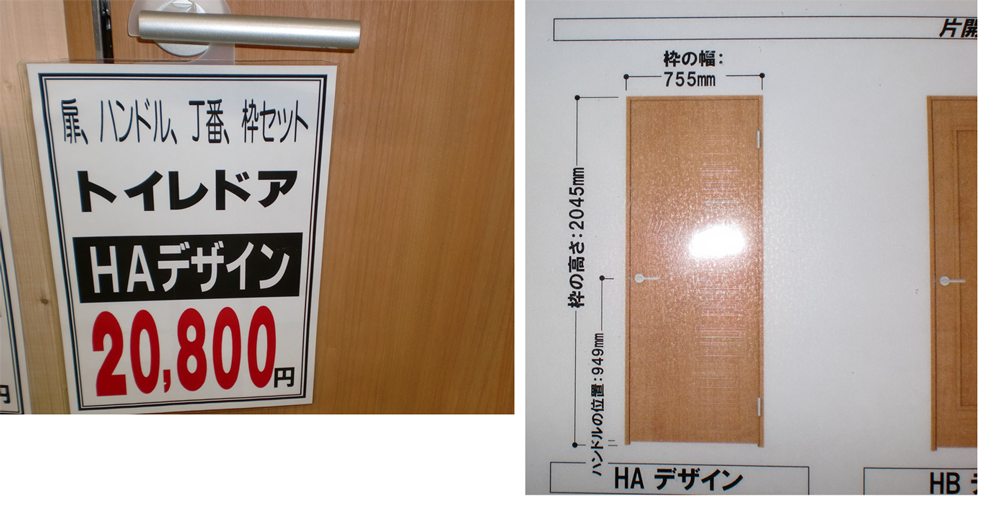 扉、ハンドル、丁番、枠セット
トイレドア
HAデザイン
20,800円
円
片開
枠の幅:
755mm
枠の高さ:2045mm
ハンドルの位置:949mm
HA デザイン
HB